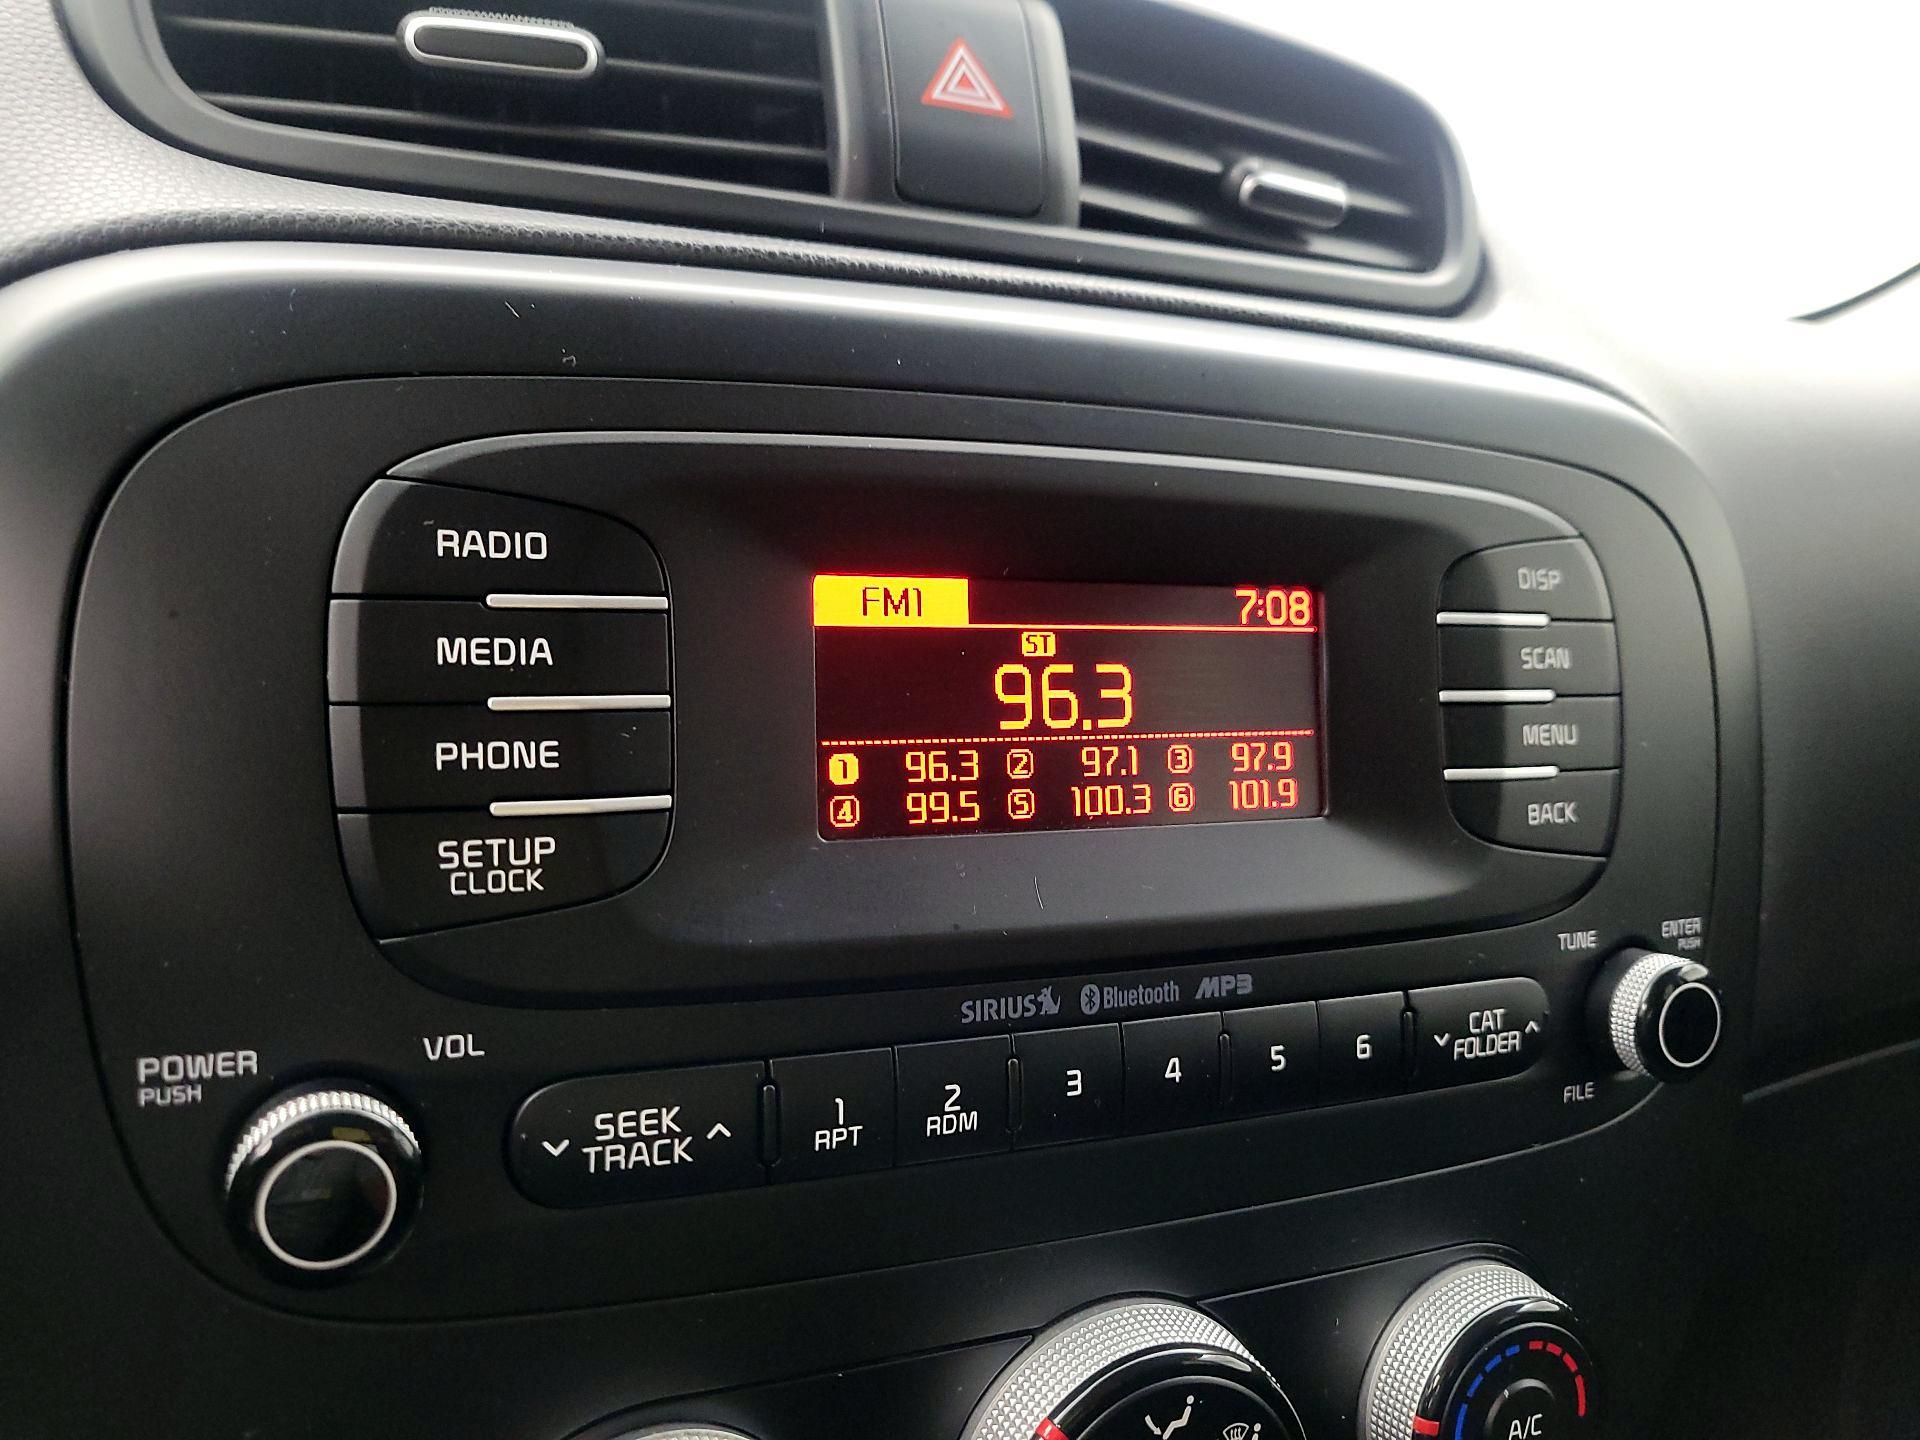 RADIO
MEDIA
PHONE
SETUP
CLOCK
FM1 7:08
ST
96.3
1 96.3 2 97.1 3 97.9
4 99.5 5 100.3 6 101.9
DISP
SCAN
MENU
BACK
SIRIUS Bluetooth MP3
POWER
PUSH
VOL
SEEK
TRACK
1
RPT
2
RDM
3
4
5
6
CAT
FOLDER
TUNE
ENTER
PUSH
FILE
A/C